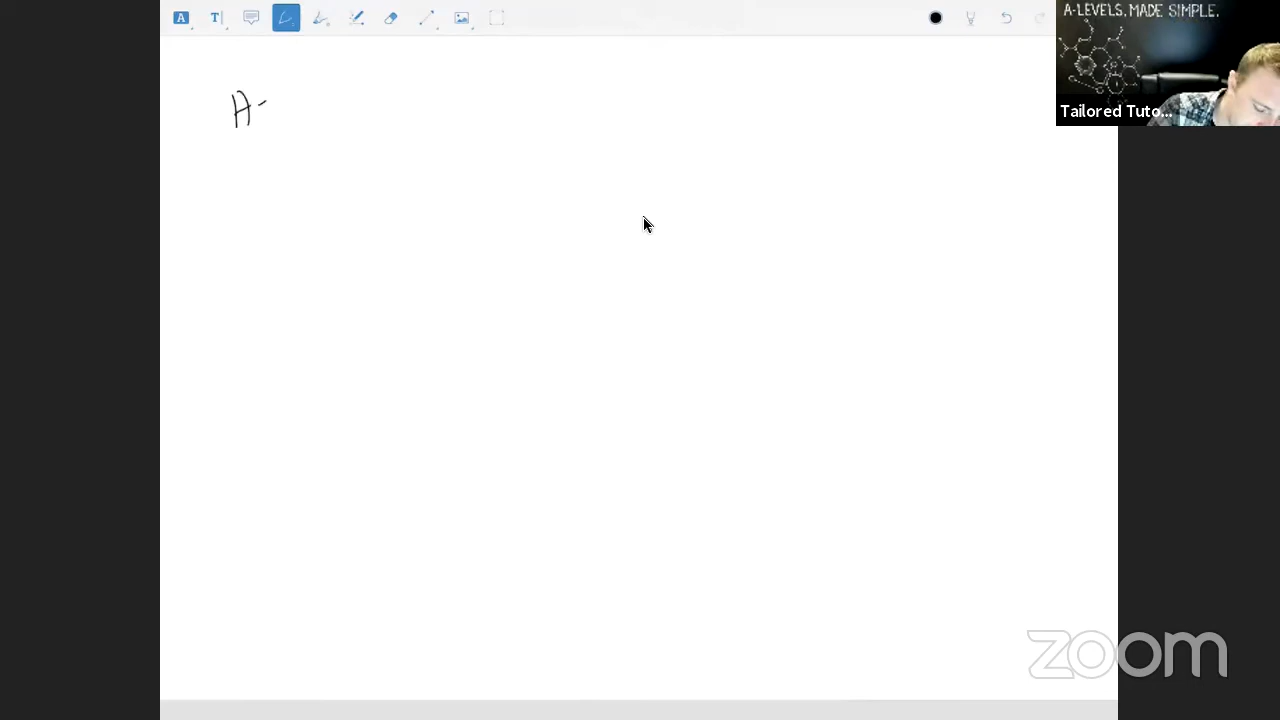 A-LEVELS. MADE SIMPLE.
A T
Tailored Tuto...
A-
zoom